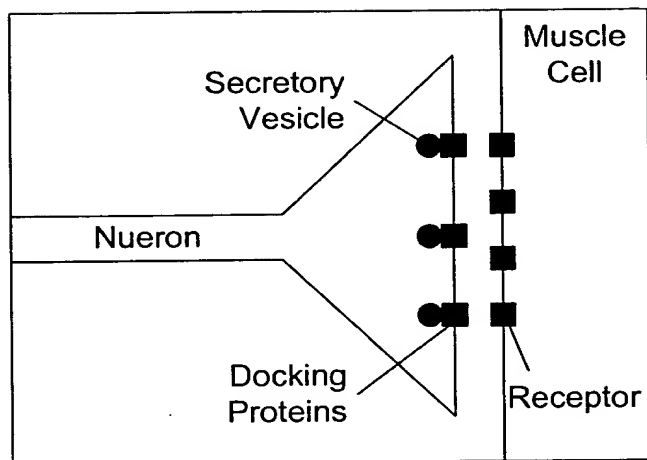 Muscle
Cell
Secretory
Vesicle
Nueron
Docking
Proteins
Receptor